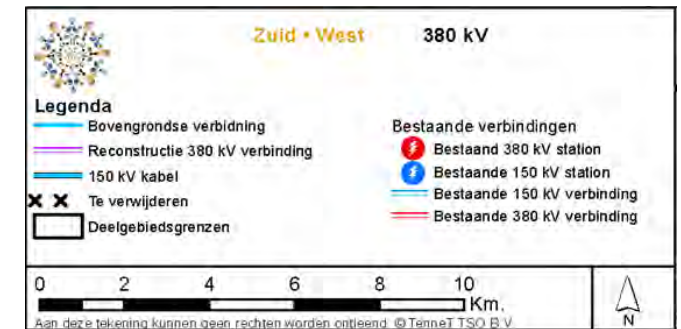 Zuid • West 380 kV
Legenda
Bovengrondse verbidning
Reconstructie 380 kV verbinding
150 kV kabel
Te verwijderen
Deelgebiedsgrenzen
Bestaande verbindingen
Bestaand 380 kV station
Bestaande 150 kV station
Bestaande 150 kV verbinding
Bestaande 380 kV verbinding
0 2 4 6 8 10
Km.
N
Aan deze tekening kunnen geen rechten worden ontleend. © TenneT TSO B.V.